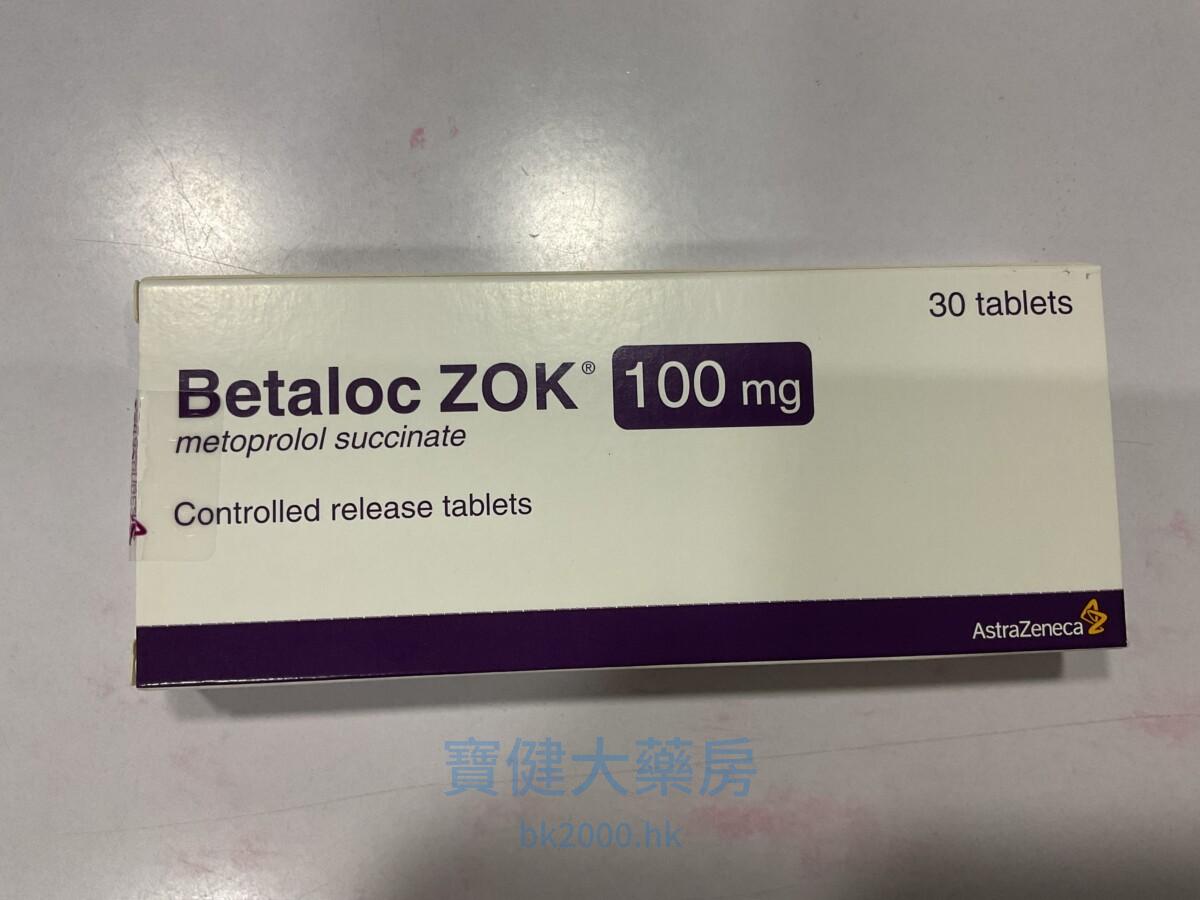 30 tablets
Betaloc ZOK® 100 mg
metoprolol succinate
Controlled release tablets
AstraZeneca
寶健大藥房
bk2000.hk